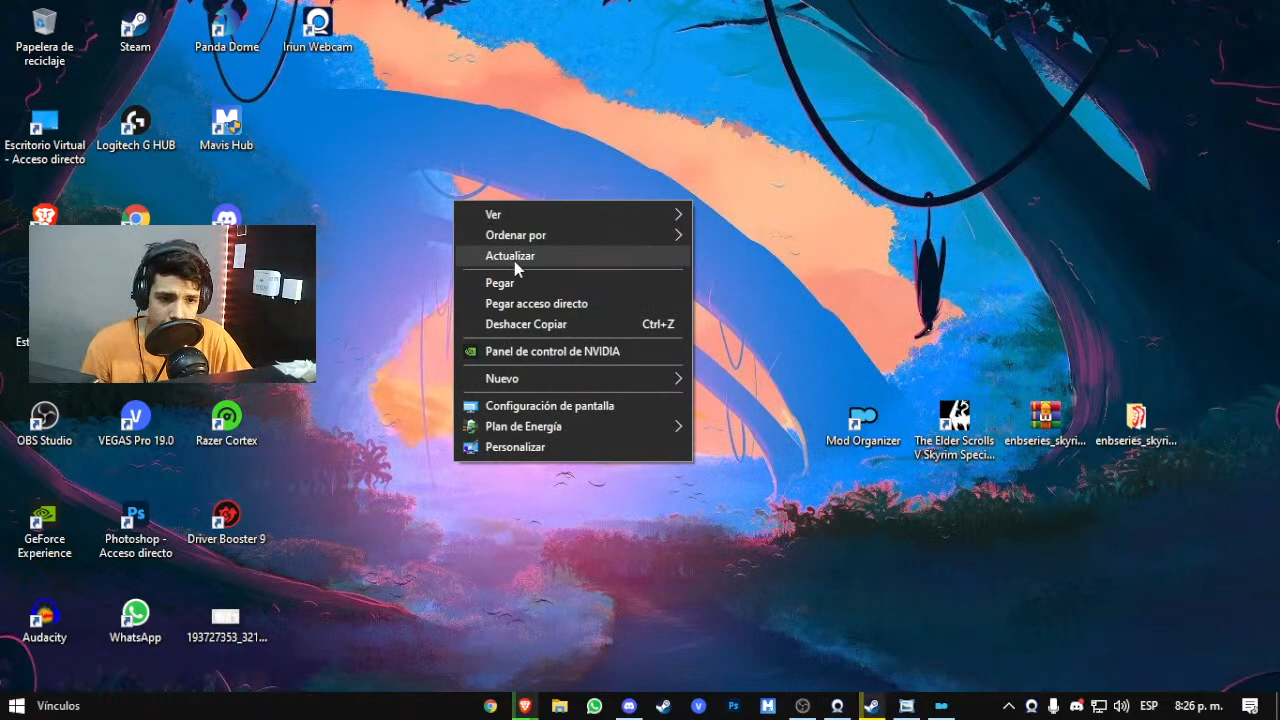 Papelera de
reciclaje
Steam
Panda Dome
Iriun Webcam
Escritorio Virtual
- Acceso directo
Logitech G HUB
Mavis Hub
Est
OBS Studio
VEGAS Pro 19.0
Razer Cortex
GeForce
Experience
Photoshop -
Acceso directo
Driver Booster 9
Audacity
WhatsApp
193727353_321...
Ver
Ordenar por
Actualizar
Pegar
Pegar acceso directo
Deshacer Copiar Ctrl+Z
Panel de control de NVIDIA
Nuevo
Configuración de pantalla
Plan de Energía
Personalizar
Mod Organizer
The Elder Scrolls
V Skyrim Speci...
enbseries_skyri...
enbseries_skyri...
Vínculos
ESP
8:26 p. m.